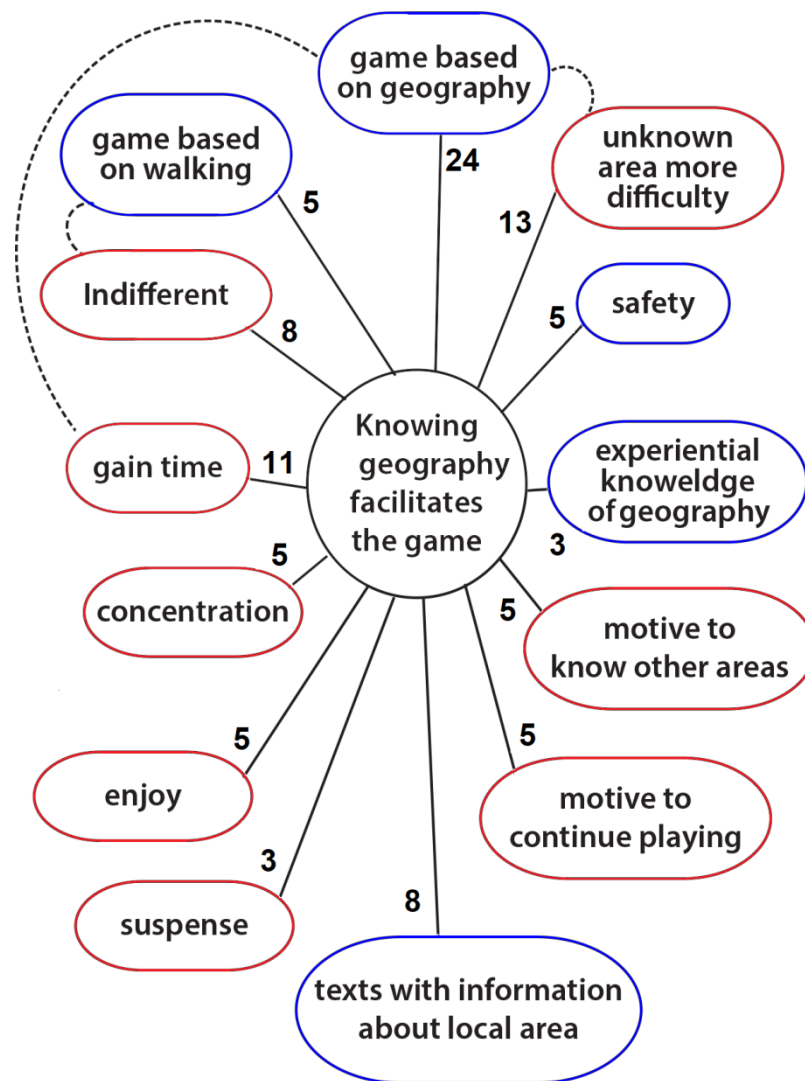 game based
on geography
24
unknown
area more
difficulty
13
game based
on walking
5
Indifferent
8
safety
5
Knowing
geography
facilitates
the game
gain time
11
experiential
knoweldge
of geography
3
concentration
5
motive to
know other areas
5
enjoy
5
motive to
continue playing
5
suspense
3
texts with information
about local area
8